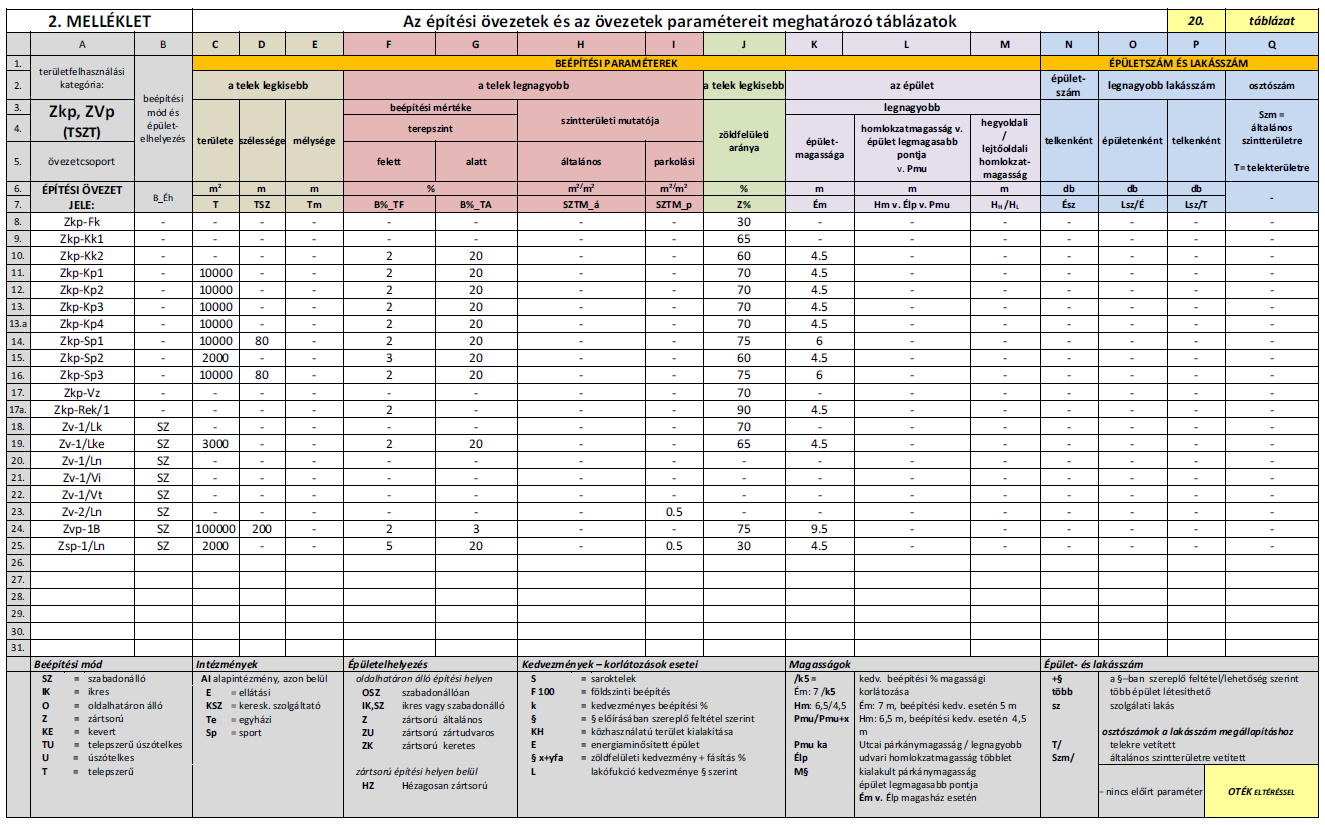 2. MELLÉKLET Az építési övezetek és az övezetek paramétereit meghatározó táblázatok 20. táblázat
A B C D E F G H I J K L M N O P Q
1. BEÉPÍTÉSI PARAMÉTEREK ÉPÜLETSZÁM ÉS LAKÁSSZÁM
2. területfelhasználási kategória: beépítési mód és épület-elhelyezés a telek legkisebb a telek legnagyobb a telek legkisebb az épület épület-szám legnagyobb lakásszám osztószám
3. Zkp, ZVp (TSZT) területe szélessége mélysége beépítési mértéke szintterületi mutatója zöldfelületi aránya legnagyobb telkenként épületenként telkenként Szm = általános szintterületre T= telekterületre
4. terepszint épület-magassága homlokzatmagasság v. épület legmagasabb pontja v. Pmu hegyoldali / lejtőoldali homlokzat-magasság
5. övezetcsoport felett alatt általános parkolási
6. ÉPÍTÉSI ÖVEZET JELE: B_Éh m² m m % m²/m² m²/m² % m m m db db db -
7. T TSZ Tm B%_TF B%_TA SZTM_á SZTM_p Z% Ém Hm v. Élp v. Pmu H_H /H_L Ész Lsz/É Lsz/T
8. Zkp-Fk - - - - - - - - 30 - - - - - - -
9. Zkp-Kk1 - - - - - - - - 65 - - - - - - -
10. Zkp-Kk2 - - - - 2 20 - - 60 4.5 - - - - - -
11. Zkp-Kp1 - 10000 - - 2 20 - - 70 4.5 - - - - - -
12. Zkp-Kp2 - 10000 - - 2 20 - - 70 4.5 - - - - - -
13. Zkp-Kp3 - 10000 - - 2 20 - - 70 4.5 - - - - - -
13.a Zkp-Kp4 - 10000 - - 2 20 - - 70 4.5 - - - - - -
14. Zkp-Sp1 - 10000 80 - 2 20 - - 75 6 - - - - - -
15. Zkp-Sp2 - 2000 - - 3 20 - - 60 4.5 - - - - - -
16. Zkp-Sp3 - 10000 80 - 2 20 - - 75 6 - - - - - -
17. Zkp-Vz - - - - - - - - 70 - - - - - - -
17a. Zkp-Rek/1 - - - - 2 - - - 90 4.5 - - - - - -
18. Zv-1/Lk SZ - - - - - - - 70 - - - - - - -
19. Zv-1/Lke SZ 3000 - - 2 20 - - 65 4.5 - - - - - -
20. Zv-1/Ln SZ - - - - - - - - - - - - - - -
21. Zv-1/Vi SZ - - - - - - - - - - - - - - -
22. Zv-1/Vt SZ - - - - - - - - - - - - - - -
23. Zv-2/Ln SZ - - - - - - 0.5 - - - - - - - -
24. Zvp-1B SZ 100000 200 - 2 3 - - 75 9.5 - - - - - -
25. Zsp-1/Ln SZ 2000 - - 5 20 - 0.5 30 4.5 - - - - - -
26.
27.
28.
29.
30.
31.
Beépítési mód
SZ = szabadonálló
IK = ikres
O = oldalhatáron álló
Z = zártsorú
KE = kevert
TU = telepszerű úszótelkes
U = úszótelkes
T = telepszerű
Intézmények
AI alapintézmény, azon belül
E = ellátási
KSZ = keresk. szolgáltató
Te = egyházi
Sp = sport
Épületelhelyezés
oldalhatáron álló építési helyen
OSZ szabadonállóan
IK,SZ ikres vagy szabadonálló
Z zártsorú általános
ZU zártsorú zártudvaros
ZK zártsorú keretes
zártsorú építési helyen belül
HZ Hézagosan zártsorú
Kedvezmények – korlátozások esetei
S = saroktelek
F 100 = földszinti beépítés
k = kedvezményes beépítési %
§ = § előírásában szereplő feltétel szerint
KH = közhasználatú terület kialakítása
E = energiaminősített épület
§ x+yfa = zöldfelületi kedvezmény + fásítás %
L = lakófukció kedvezménye § szerint
Magasságok
/k5 = kedv. beépítési % magassági
Ém: 7 /k5 korlátozása
Hm: 6,5/4,5 Ém: 7 m, beépítési kedv. esetén 5 m
Pmu/Pmu+x Hm: 6,5 m, beépítési kedv. esetén 4,5
m
Pmu ka Utcai párkánymagasság / legnagyobb
Élp udvari homlokzatmagasság többlet
M§ kialakult párkánymagasság
épület legmagasabb pontja
Ém v. Élp magasház esetén
Épület- és lakásszám
+§ a §–ban szereplő feltétel/lehetőség szerint
több több épület létesíthető
sz szolgálati lakás
osztószámok a lakásszám megállapításhoz
T/ telekre vetített
Szm/ általános szintterületre vetített
– nincs előírt paraméter OTÉK ELTÉRÉSSEL